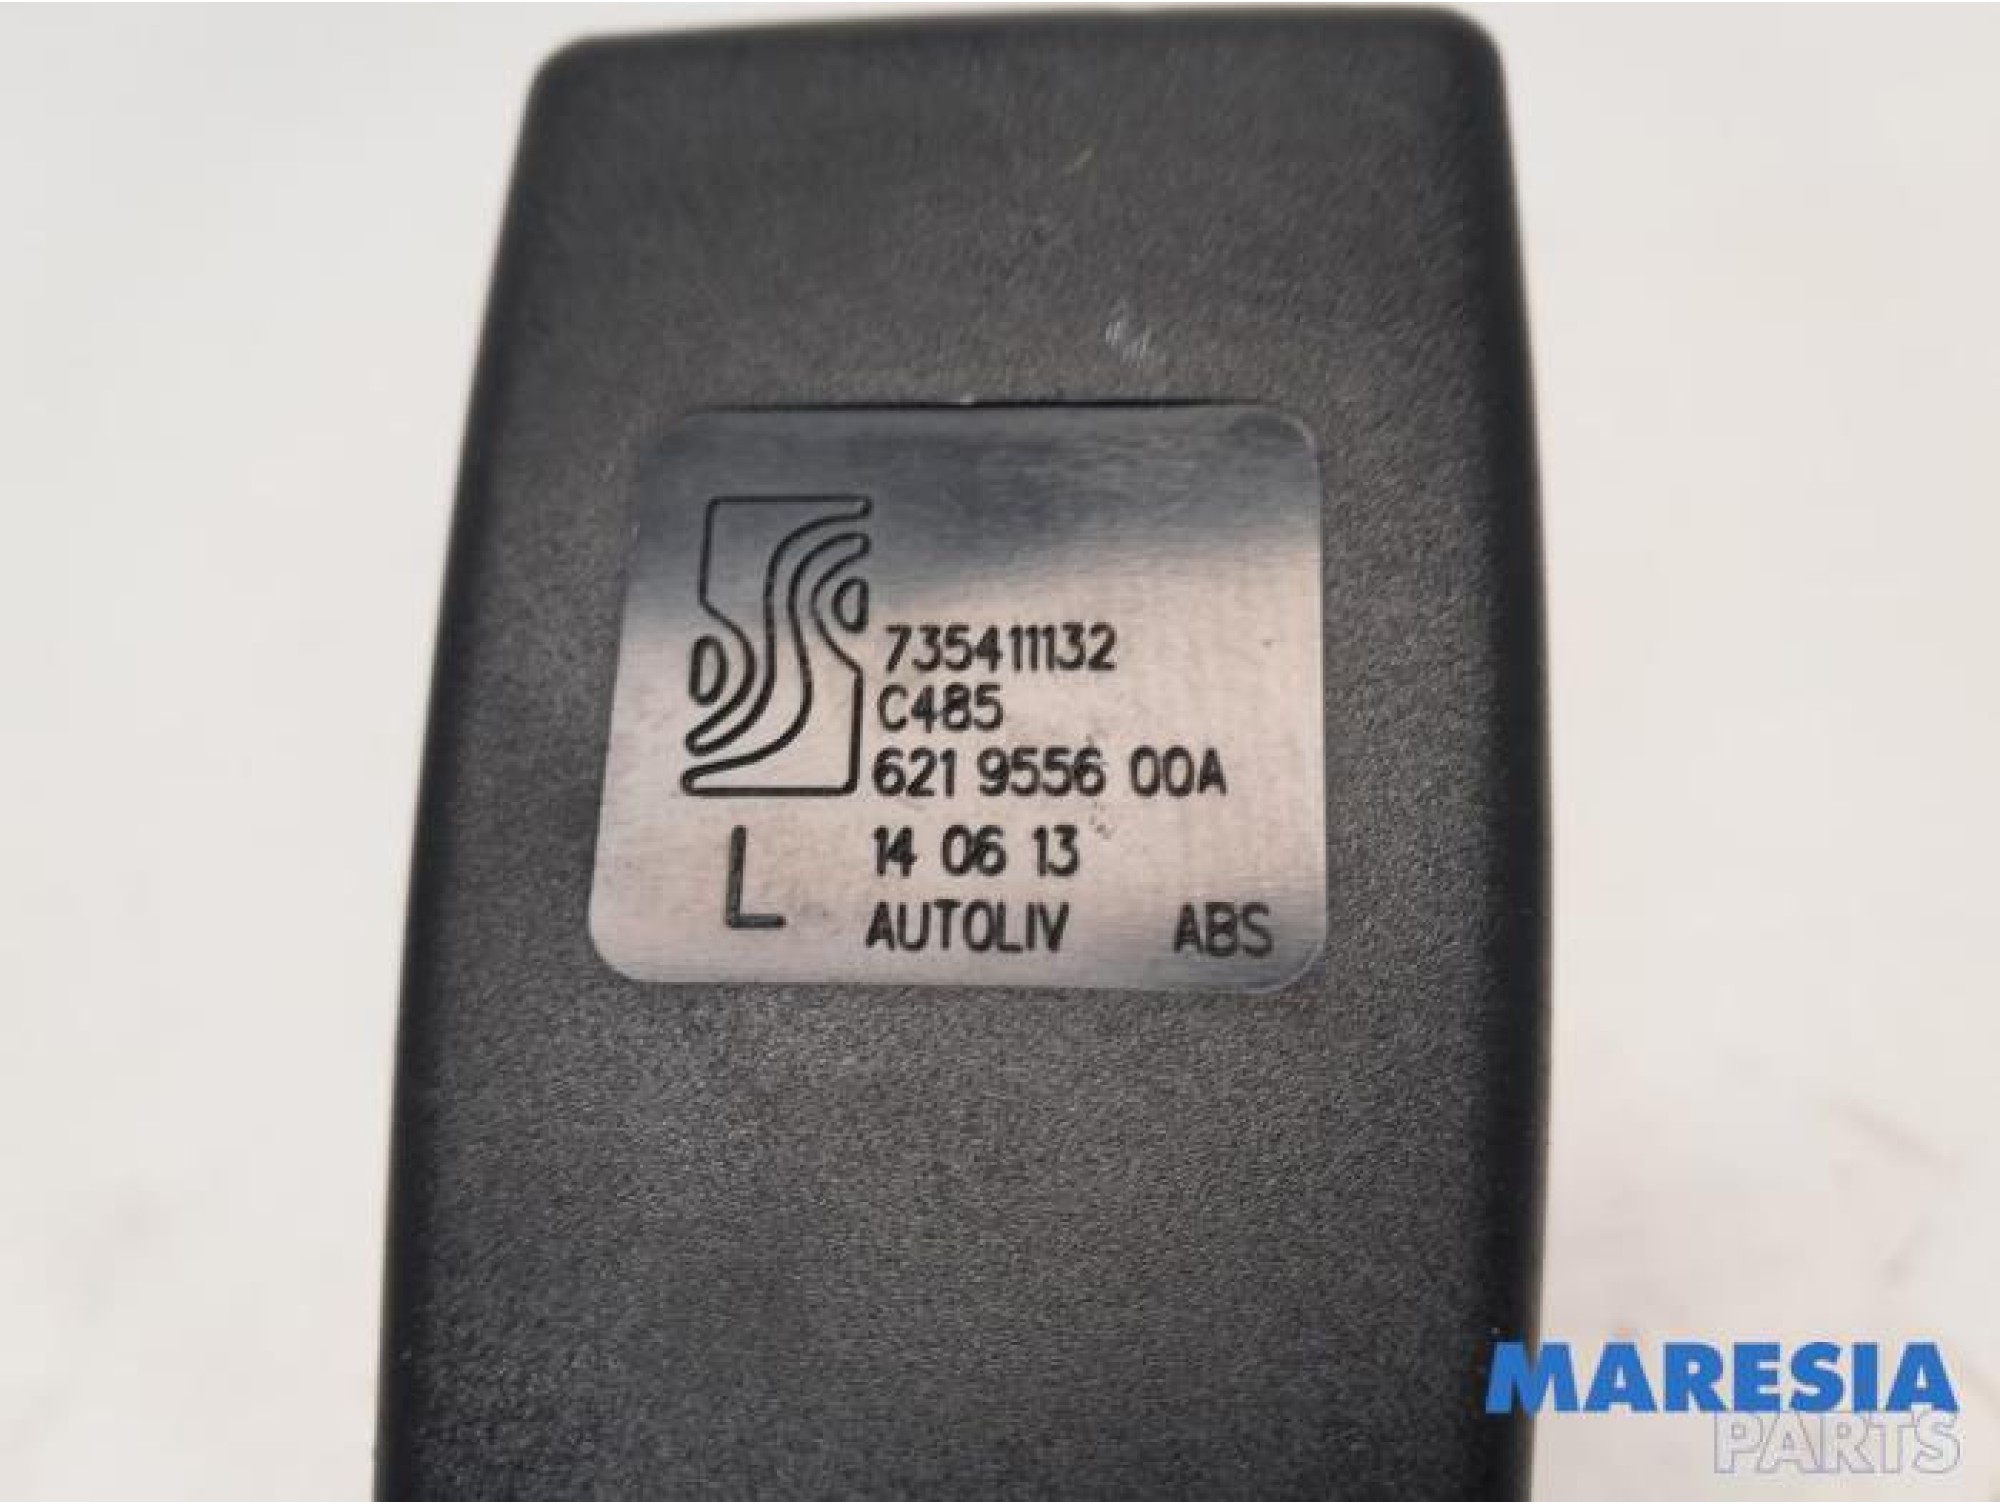 735411132
C485
621 9556 00A
L 14 06 13
AUTOLIV ABS
MARESIA
PARTS